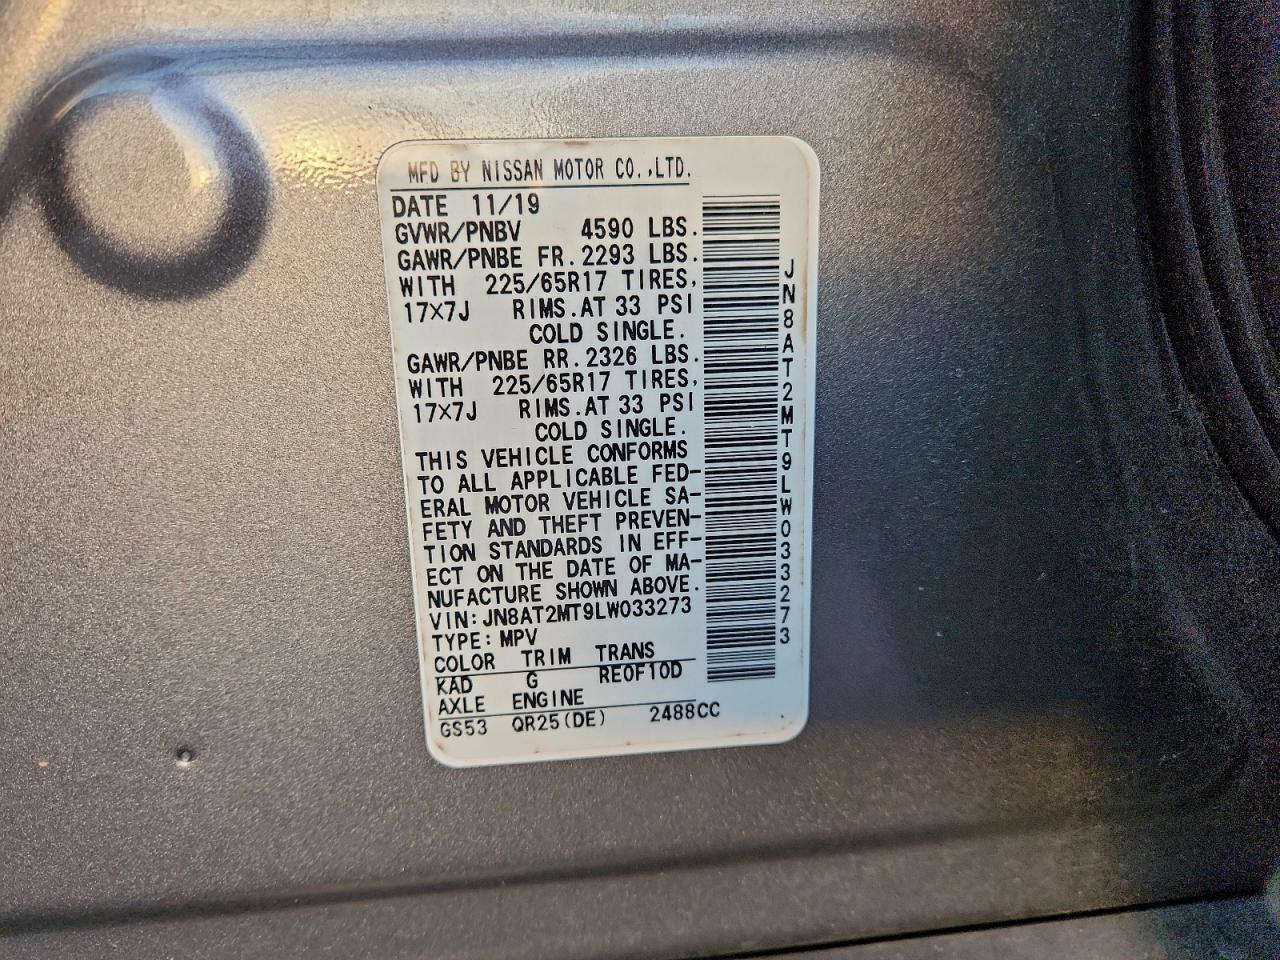 MFD BY NISSAN MOTOR CO.,LTD.
DATE 11/19
GVWR/PNBV 4590 LBS.
GAWR/PNBE FR.2293 LBS.
WITH 225/65R17 TIRES,
17×7J RIMS.AT 33 PSI
COLD SINGLE.
GAWR/PNBE RR.2326 LBS.
WITH 225/65R17 TIRES,
17×7J RIMS.AT 33 PSI
COLD SINGLE.
THIS VEHICLE CONFORMS
TO ALL APPLICABLE FED-
ERAL MOTOR VEHICLE SA-
FETY AND THEFT PREVEN-
TION STANDARDS IN EFF-
ECT ON THE DATE OF MA-
NUFACTURE SHOWN ABOVE.
VIN:JN8AT2MT9LW033273
TYPE:MPV
COLOR TRIM TRANS
KAD G RE0F10D
AXLE ENGINE
GS53 QR25(DE) 2488CC
JN8AT2MT9LW033273